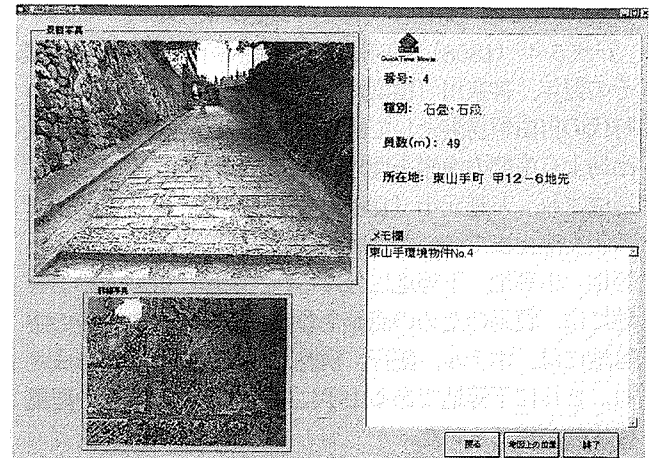 景観写真
QuickTime Movie
番号: 4
種別: 石畳・石段
員数(m): 49
所在地: 東山手町 甲12-6地先
メモ欄
東山手環境物件No.4
詳細写真
戻る
地図上の位置
終了